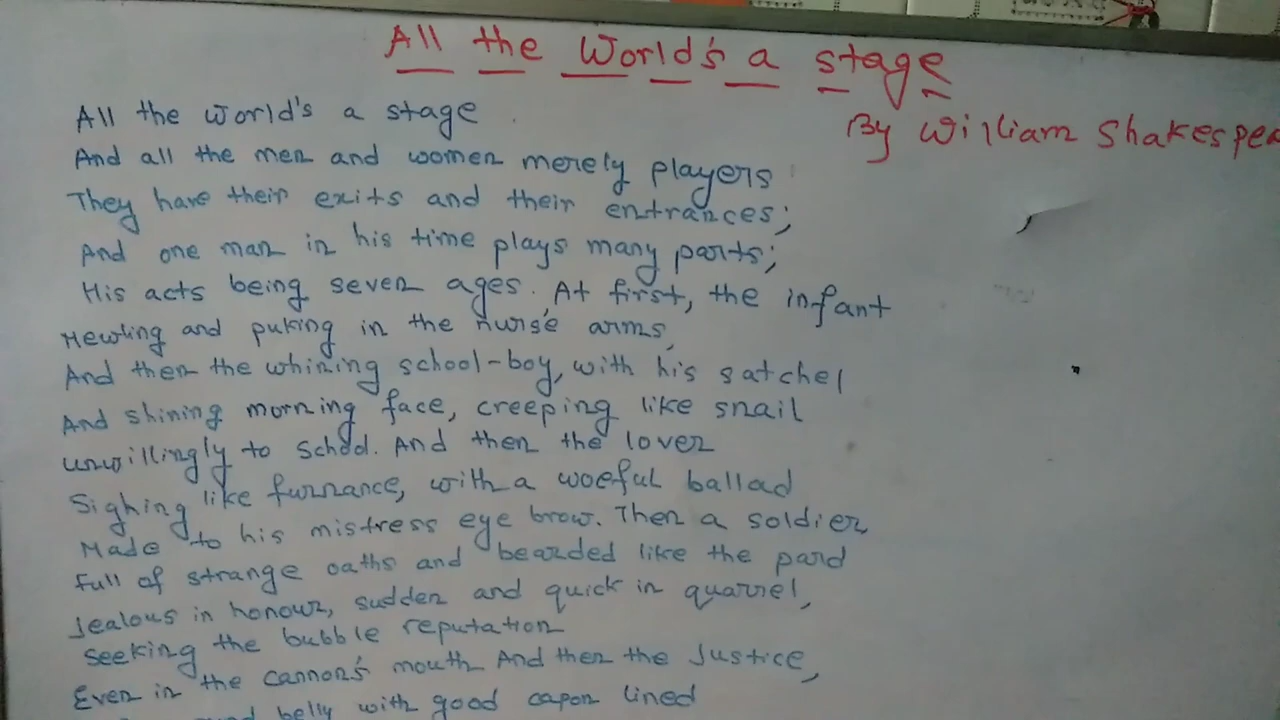 All the World's a stage
By William Shakespea
All the world's a stage
And all the men and women merely players
They have their exits and their entrances;
And one man in his time plays many parts;
His acts being seven ages. At first, the infant
Mewling and puking in the nurse's arms,
And then the whining school-boy, with his satchel
And shining morning face, creeping like snail
unwillingly to school. And then the lover
Sighing like furnance, with a woeful ballad
Made to his mistress eye brow. Then a soldier,
Full of strange oaths and bearded like the pard
Jealous in honour, sudden and quick in quarrel,
Seeking the bubble reputation
Even in the cannon's mouth And then the Justice,
belly with good capon lined